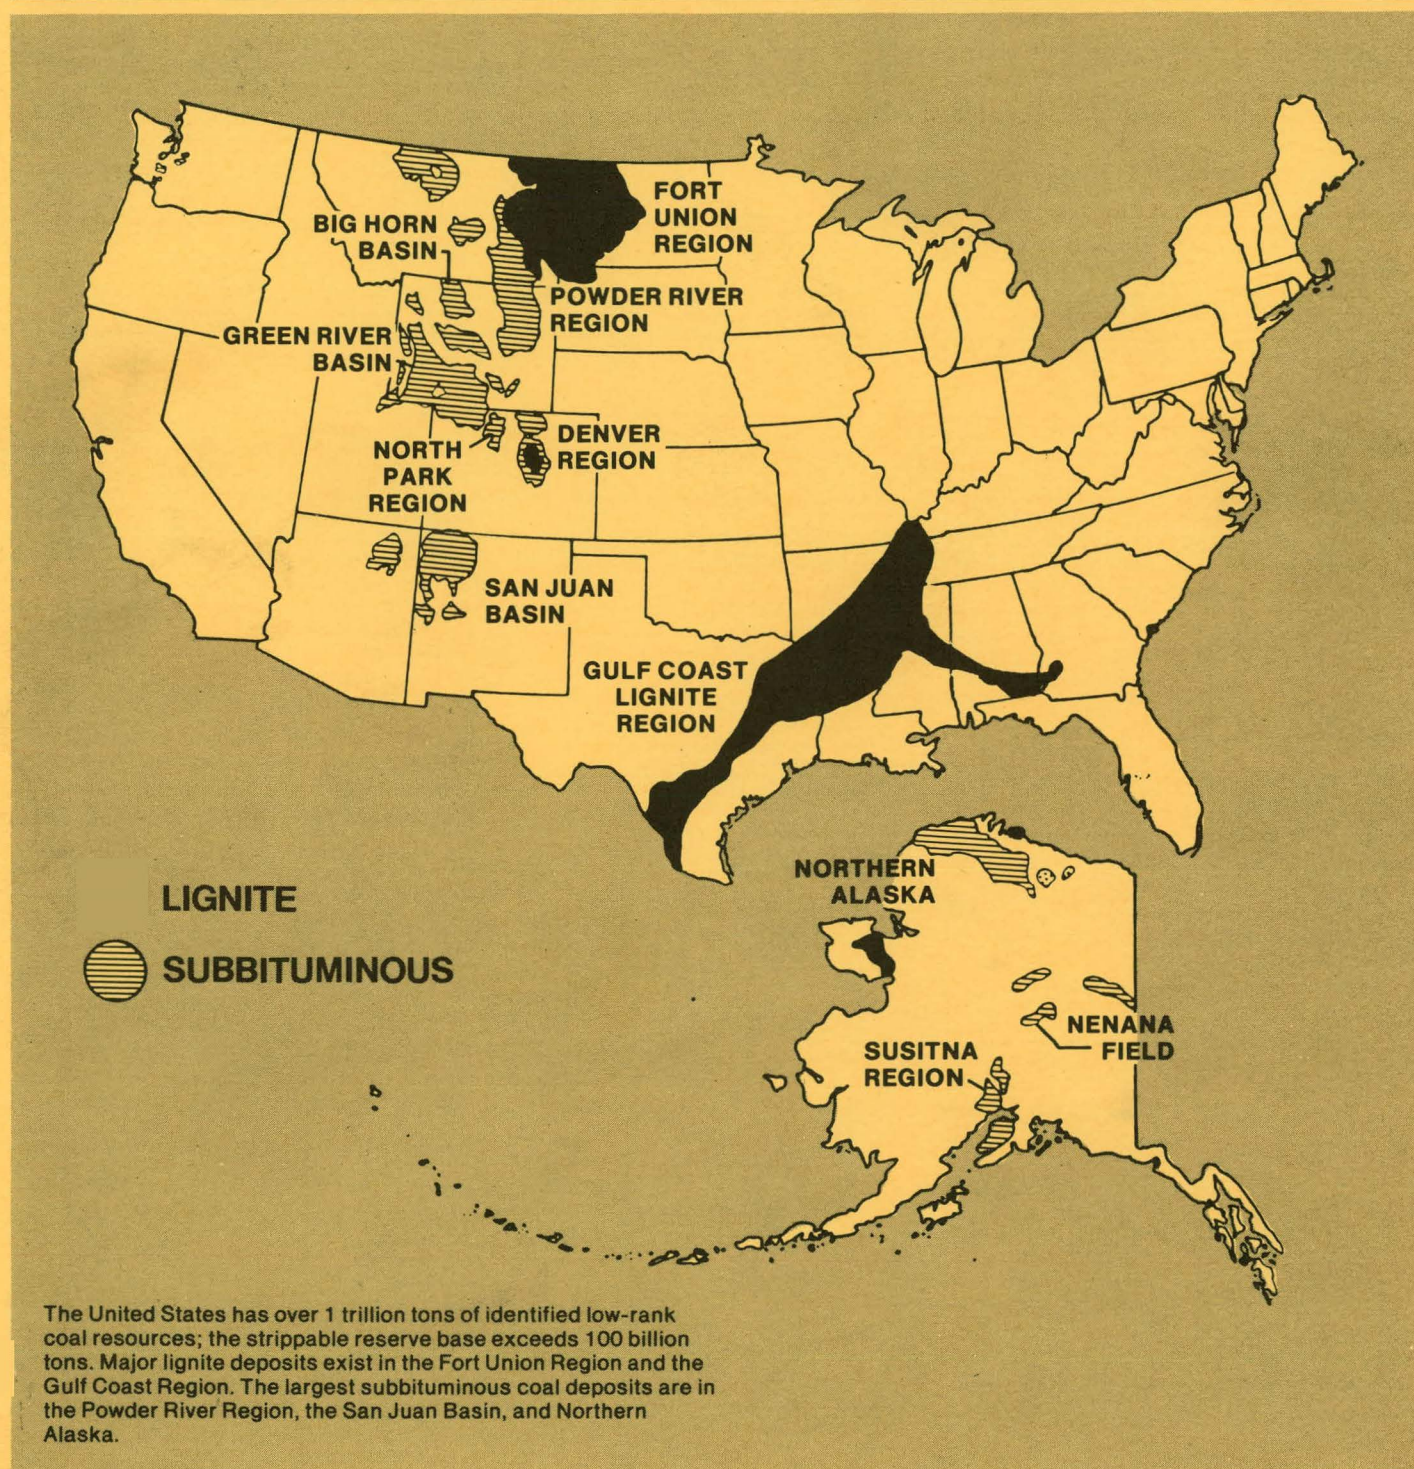 FORT
UNION
REGION
BIG HORN
BASIN
POWDER RIVER
REGION
GREEN RIVER
BASIN
DENVER
REGION
NORTH
PARK
REGION
SAN JUAN
BASIN
GULF COAST
LIGNITE
REGION
NORTHERN
ALASKA
LIGNITE
SUBBITUMINOUS
NENANA
FIELD
SUSITNA
REGION
The United States has over 1 trillion tons of identified low-rank
coal resources; the strippable reserve base exceeds 100 billion
tons. Major lignite deposits exist in the Fort Union Region and the
Gulf Coast Region. The largest subbituminous coal deposits are in
the Powder River Region, the San Juan Basin, and Northern
Alaska.